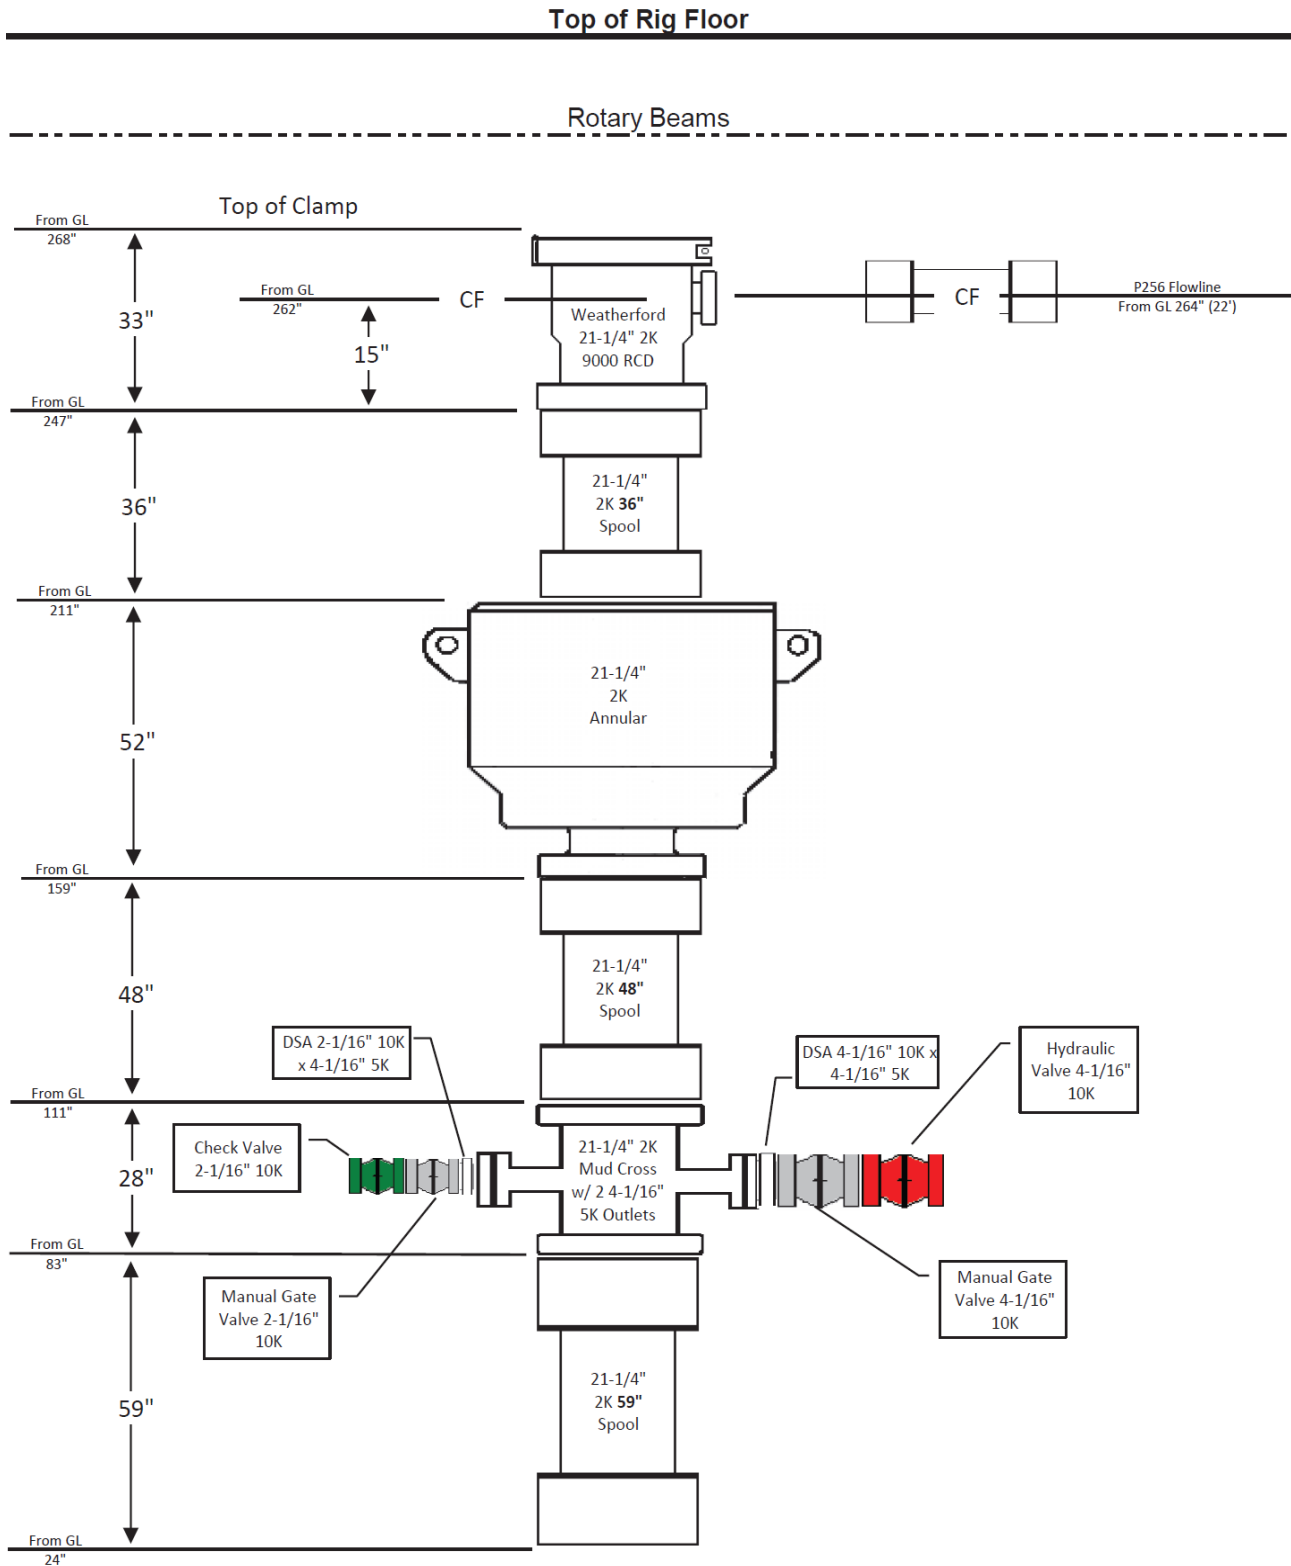 Top of Rig Floor
Rotary Beams
Top of Clamp
From GL
268"
33"
From GL
262"
CF
15"
Weatherford
21-1/4" 2K
9000 RCD
CF
P256 Flowline
From GL 264" (22')
From GL
247"
36"
21-1/4"
2K 36"
Spool
From GL
211"
52"
21-1/4"
2K
Annular
From GL
159"
48"
21-1/4"
2K 48"
Spool
DSA 2-1/16" 10K
x 4-1/16" 5K
DSA 4-1/16" 10K x
4-1/16" 5K
Hydraulic
Valve 4-1/16"
10K
From GL
111"
28"
Check Valve
2-1/16" 10K
21-1/4" 2K
Mud Cross
w/ 2 4-1/16"
5K Outlets
From GL
83"
Manual Gate
Valve 2-1/16"
10K
Manual Gate
Valve 4-1/16"
10K
59"
21-1/4"
2K 59"
Spool
From GL
24"